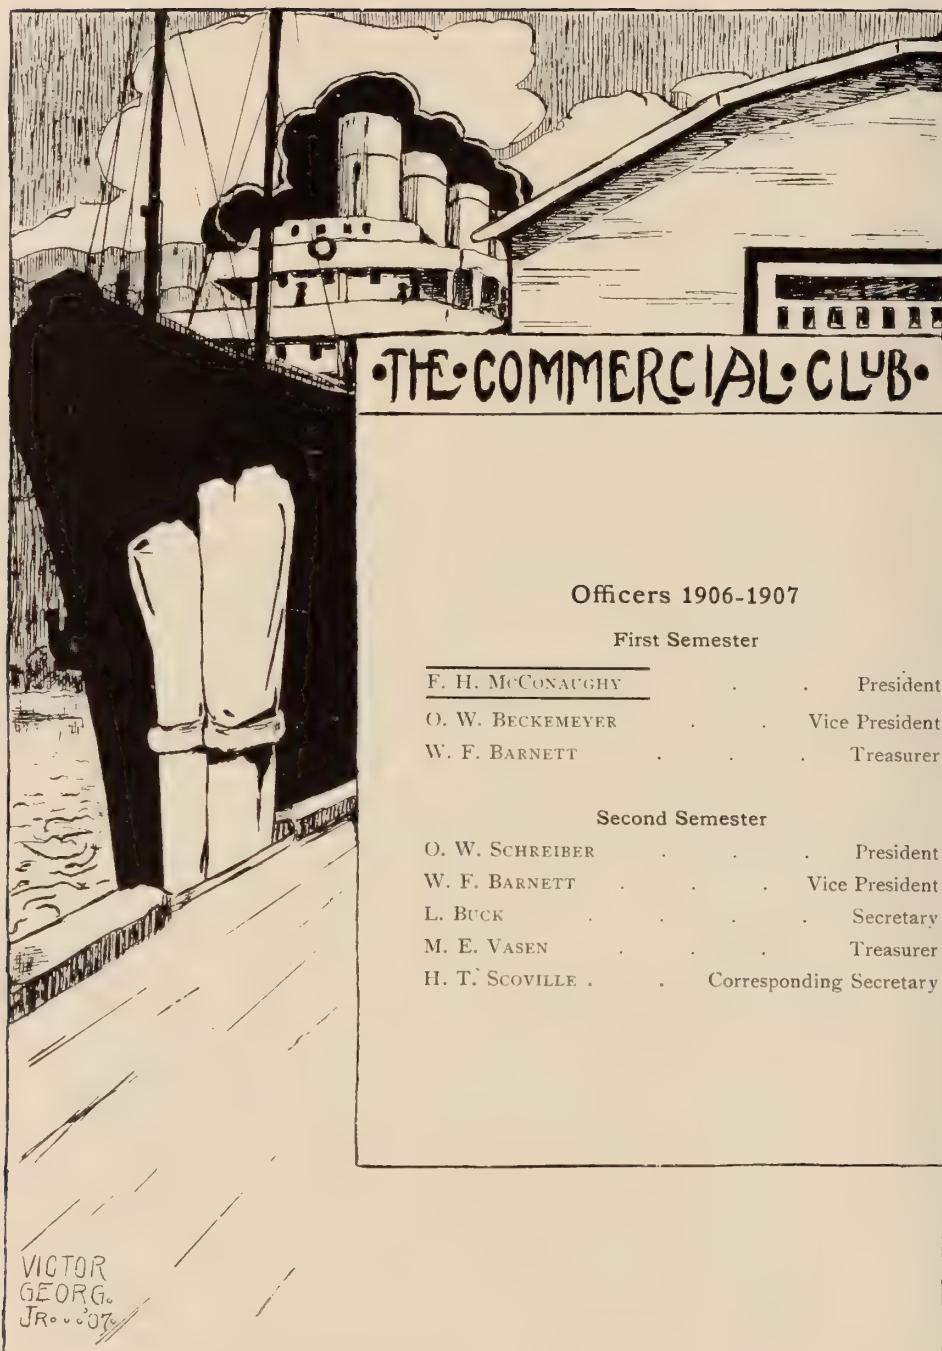 •THE•COMMERCIAL•CLUB•
Officers 1906-1907
First Semester
F. H. McConaughy . . President
O. W. Beckemeyer . . Vice President
W. F. Barnett . . . Treasurer
Second Semester
O. W. Schreiber . . . President
W. F. Barnett . . . Vice President
L. Buck . . . . Secretary
M. E. Vasen . . . Treasurer
H. T. Scoville . . Corresponding Secretary
VICTOR
GEORG.
JR...'07.